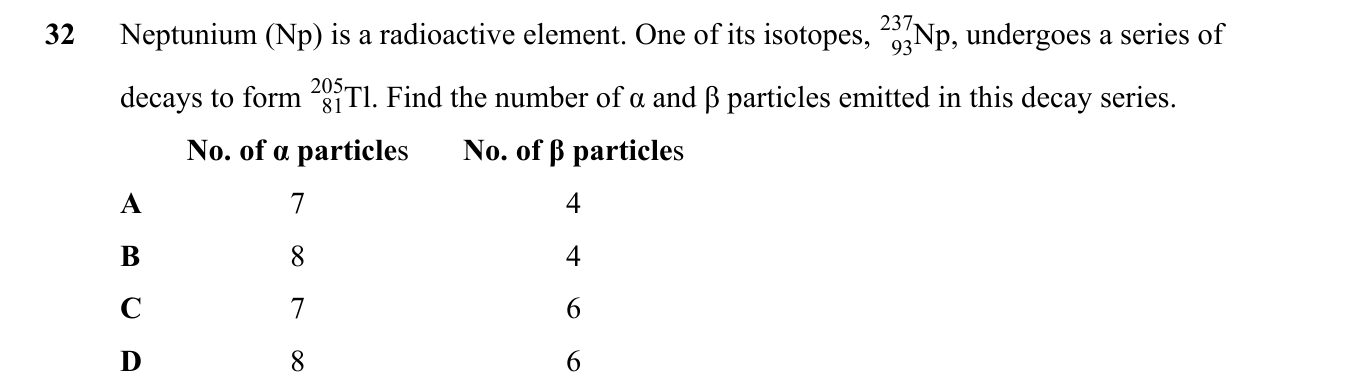 32 Neptunium (Np) is a radioactive element. One of its isotopes, ²³⁷₉₃Np, undergoes a series of
decays to form ²⁰⁵₈₁Tl. Find the number of α and β particles emitted in this decay series.
No. of α particles No. of β particles
A 7 4
B 8 4
C 7 6
D 8 6